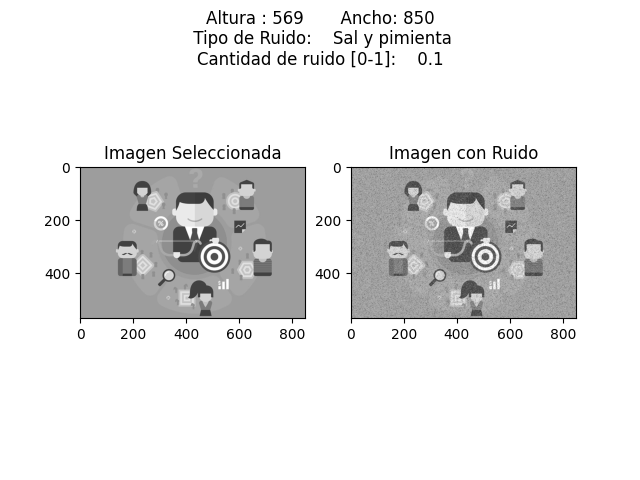 Altura : 569 Ancho: 850
Tipo de Ruido: Sal y pimienta
Cantidad de ruido [0-1]: 0.1
Imagen Seleccionada
Imagen con Ruido
0
200
400
0 200 400 600 800
0
200
400
0 200 400 600 800
?
%